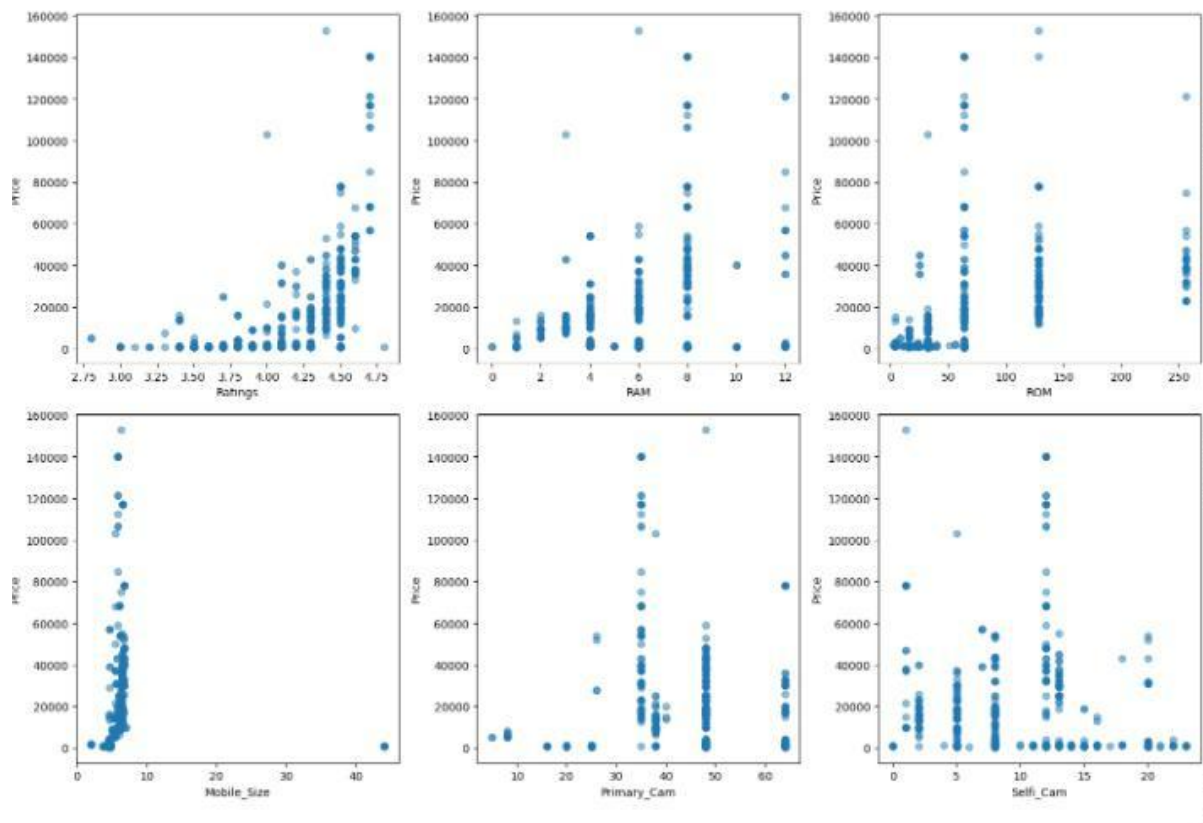 160000 160000 160000
140000 140000 140000
120000 120000 120000
100000 100000 100000
80000 80000 80000
60000 60000 60000
40000 40000 40000
20000 20000 20000
0 0 0
Price Price Price
2.75 3.00 3.25 3.50 3.75 4.00 4.25 4.50 4.75 0 2 4 6 8 10 12 0 50 100 150 200 250
Ratings RAM ROM
160000 160000 160000
140000 140000 140000
120000 120000 120000
100000 100000 100000
80000 80000 80000
60000 60000 60000
40000 40000 40000
20000 20000 20000
0 0 0
Price Price Price
0 10 20 30 40 10 20 30 40 50 60 0 5 10 15 20
Mobile_Size Primary_Cam Selfi_Cam